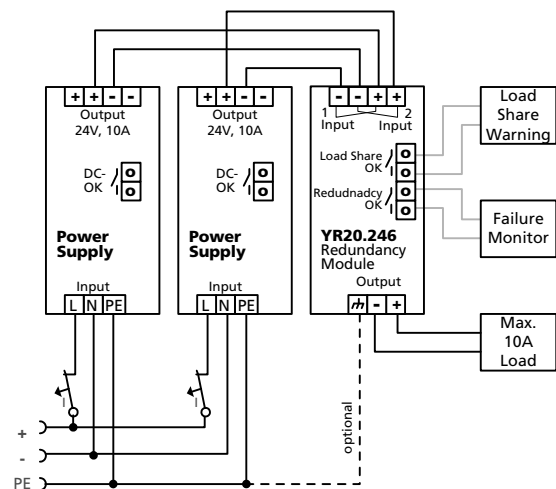 + + - -
Output
24V, 10A
DC-
OK
Power
Supply
Input
L N PE
+ + - -
Output
24V, 10A
DC-
OK
Power
Supply
Input
L N PE
- - + +
1 2
Input Input
Load Share
OK
Redudnadcy
OK
YR20.246
Redundancy
Module
Output
- +
Load
Share
Warning
Failure
Monitor
Max.
10A
Load
I
I
optional
+
-
PE